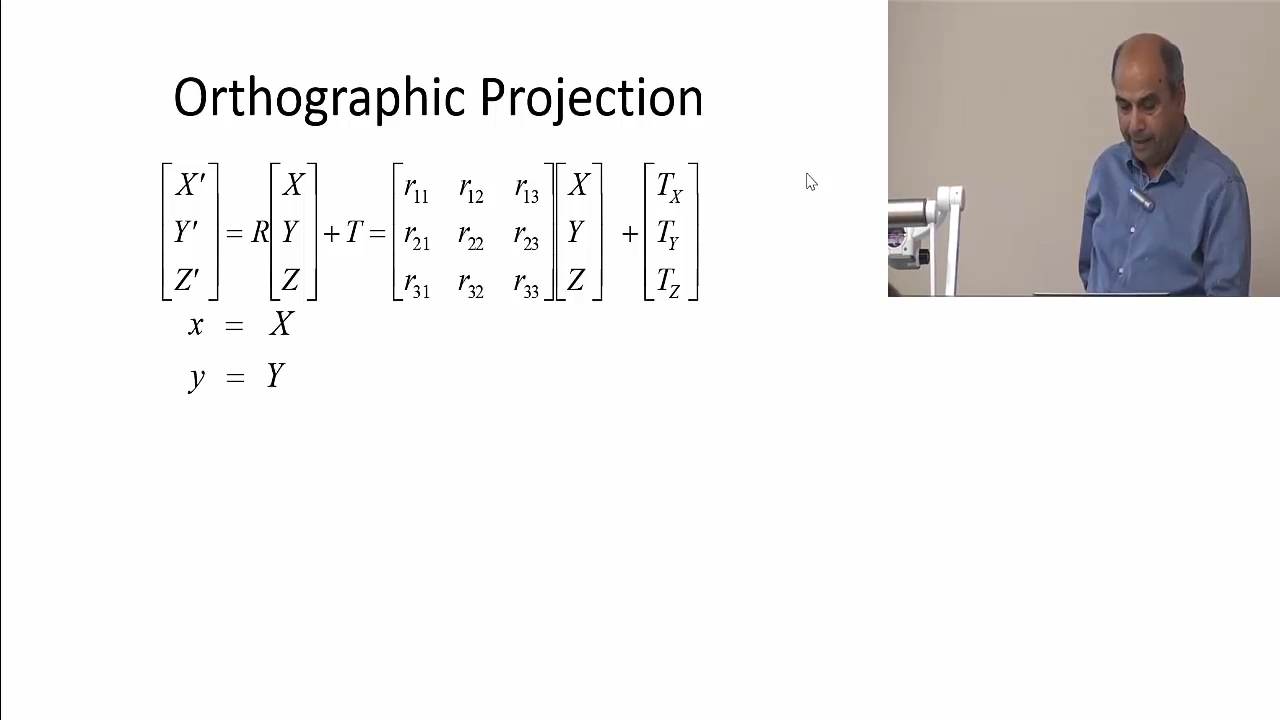 Orthographic Projection
[X' Y' Z'] = R [X Y Z] + T = [r11 r12 r13 r21 r22 r23 r31 r32 r33] [X Y Z] + [TX TY TZ]
x = X
y = Y